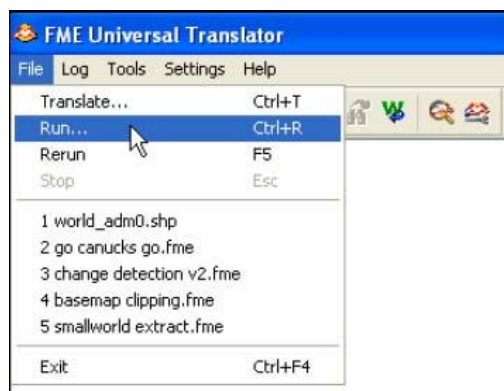 FME Universal Translator
File Log Tools Settings Help
Translate... Ctrl+T
Run... Ctrl+R
Rerun F5
Stop Esc
1 world_adm0.shp
2 go canucks go.fme
3 change detection v2.fme
4 basemap clipping.fme
5 smallworld extract.fme
Exit Ctrl+F4